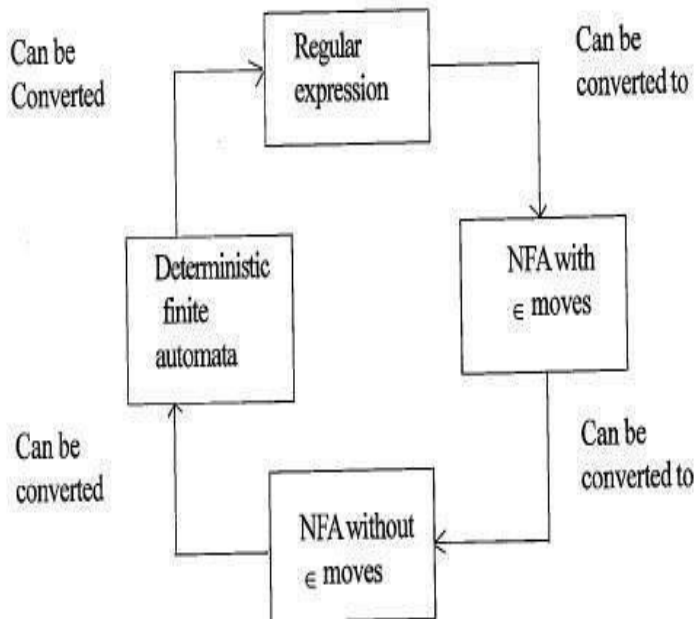 Can be
Converted
Regular
expression
Can be
converted to
Deterministic
finite
automata
NFA with
∈ moves
Can be
converted
Can be
converted to
NFA without
∈ moves